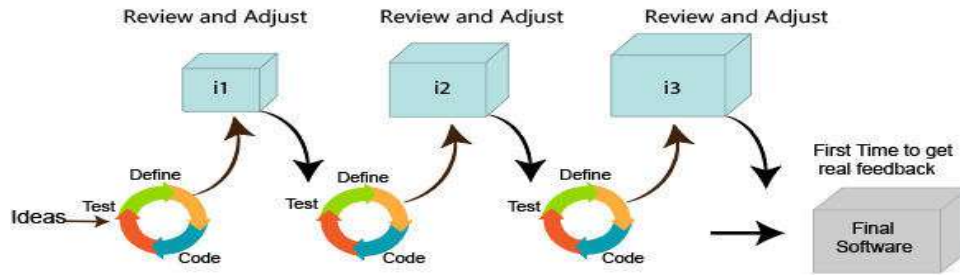 Review and Adjust
Review and Adjust
Review and Adjust
i1
i2
i3
First Time to get
real feedback
Ideas
Define
Test
Code
Define
Test
Code
Define
Test
Code
Final
Software